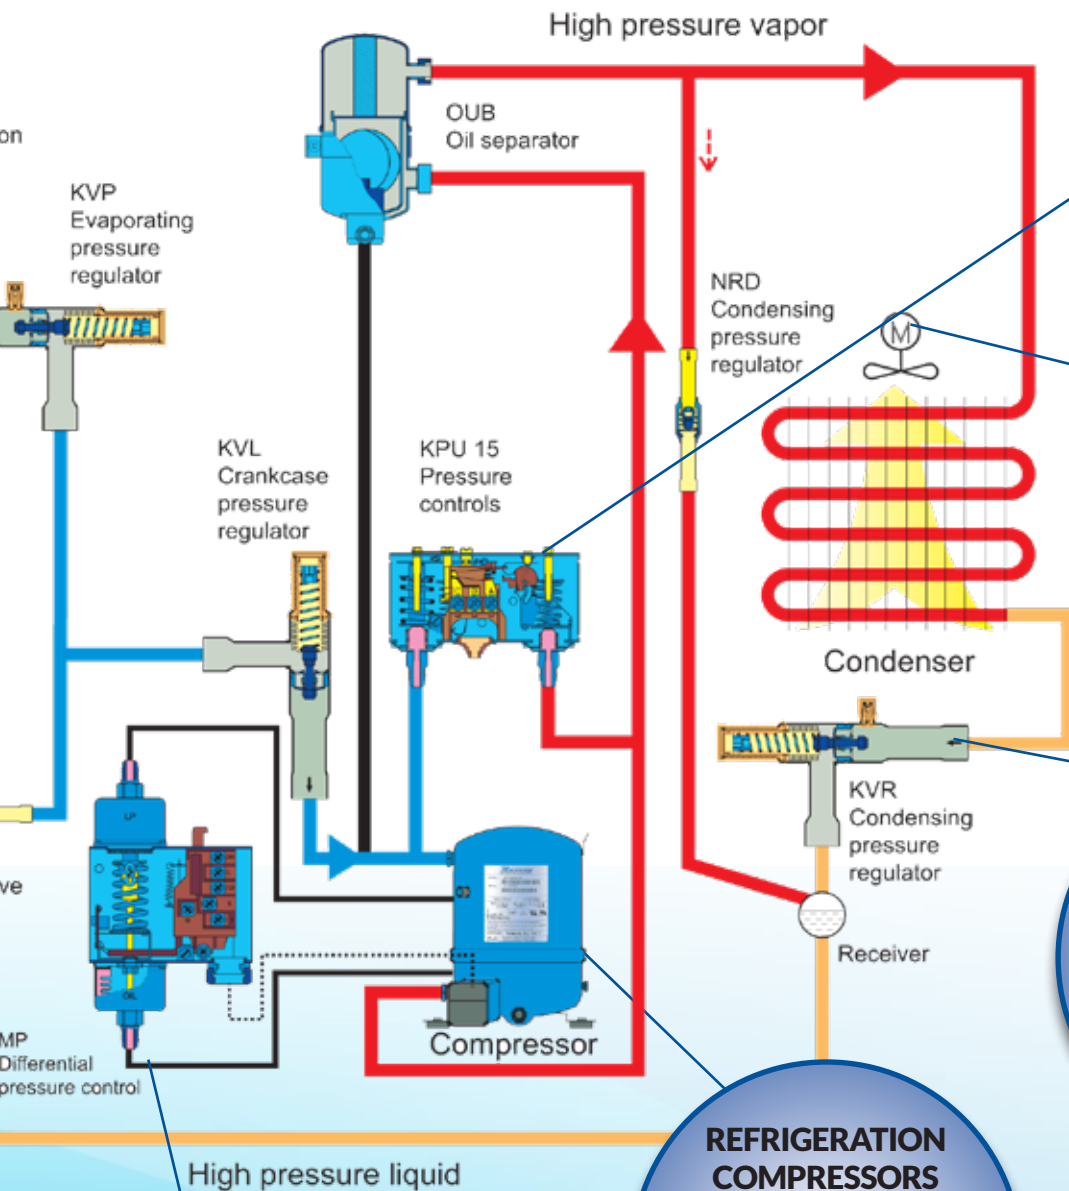 High pressure vapor
on
OUB
Oil separator
KVP
Evaporating
pressure
regulator
NRD
Condensing
pressure
regulator
M
KVL
Crankcase
pressure
regulator
KPU 15
Pressure
controls
Condenser
KVR
Condensing
pressure
regulator
LP
ve
Receiver
OIL
MP
Differential
pressure control
Compressor
High pressure liquid
REFRIGERATION
COMPRESSORS